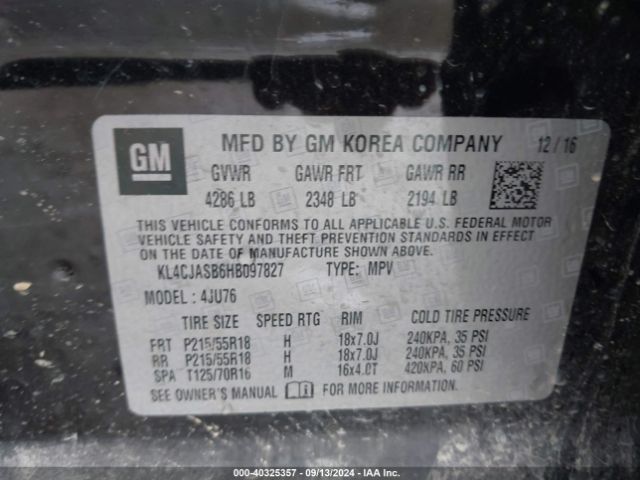 GM
MFD BY GM KOREA COMPANY 12/16
GVWR GAWR FRT GAWR RR
4286 LB 2348 LB 2194 LB
THIS VEHICLE CONFORMS TO ALL APPLICABLE U.S. FEDERAL MOTOR
VEHICLE SAFETY AND THEFT PREVENTION STANDARDS IN EFFECT
ON THE DATE OF MANUFACTURE SHOWN ABOVE.
KL4CJASB6HB097827 TYPE: MPV
MODEL: 4JU76
TIRE SIZE SPEED RTG RIM COLD TIRE PRESSURE
FRT P215/55R18 H 18x7.0J 240KPA, 35 PSI
RR P215/55R18 H 18x7.0J 240KPA, 35 PSI
SPA T125/70R16 M 16x4.0T 420KPA, 60 PSI
SEE OWNER'S MANUAL FOR MORE INFORMATION.
000-40325357 - 09/13/2024 - IAA Inc.